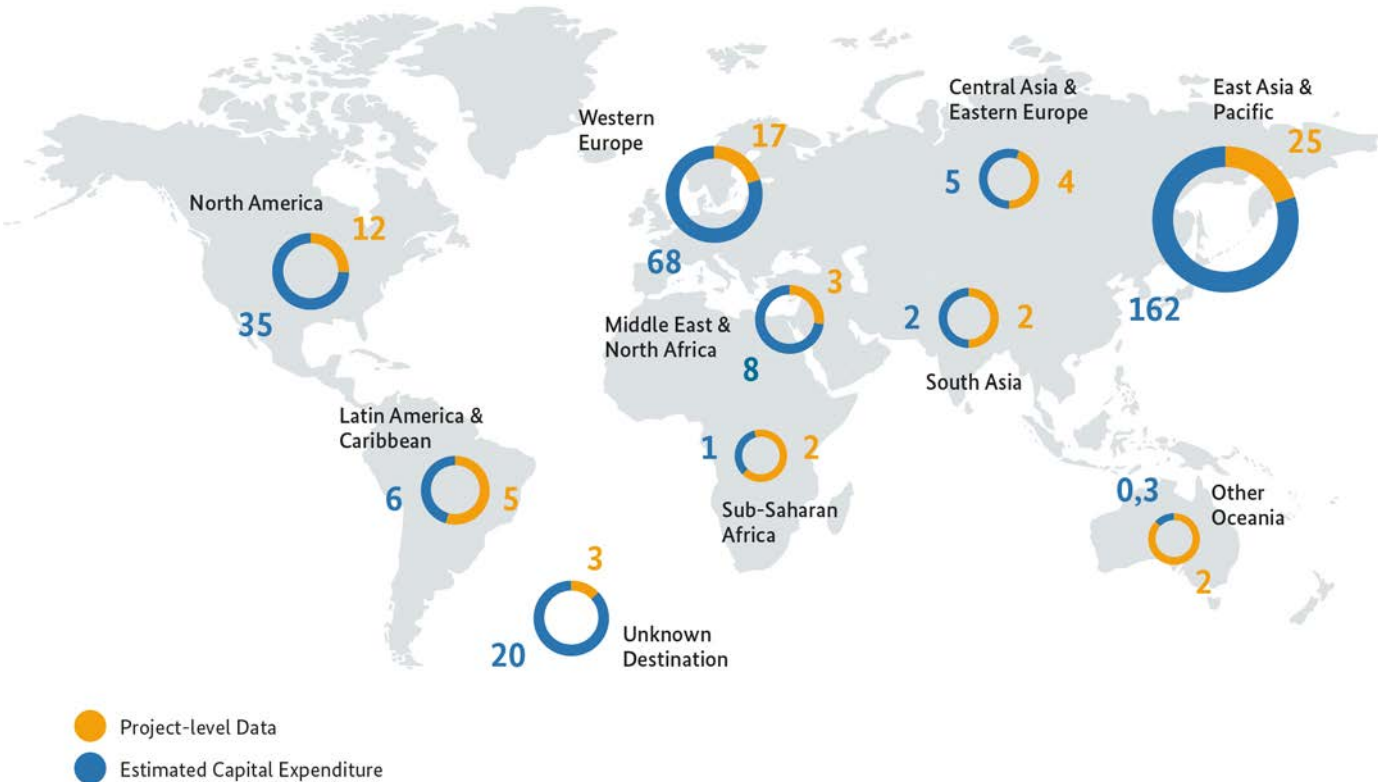 Central Asia &
Eastern Europe
5
4
East Asia &
Pacific
25
162
Western
Europe
17
68
North America
12
35
Middle East &
North Africa
3
8
2
2
South Asia
Latin America &
Caribbean
6
5
1
2
Sub-Saharan
Africa
0,3
Other
Oceania
2
3
20
Unknown
Destination
Project-level Data
Estimated Capital Expenditure